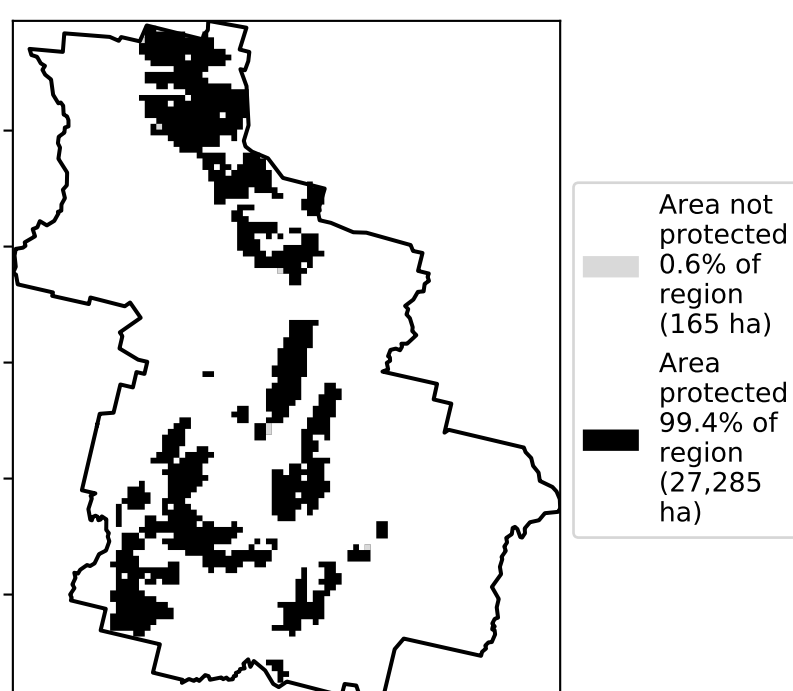 Area not
protected
0.6% of
region
(165 ha)
Area
protected
99.4% of
region
(27,285
ha)